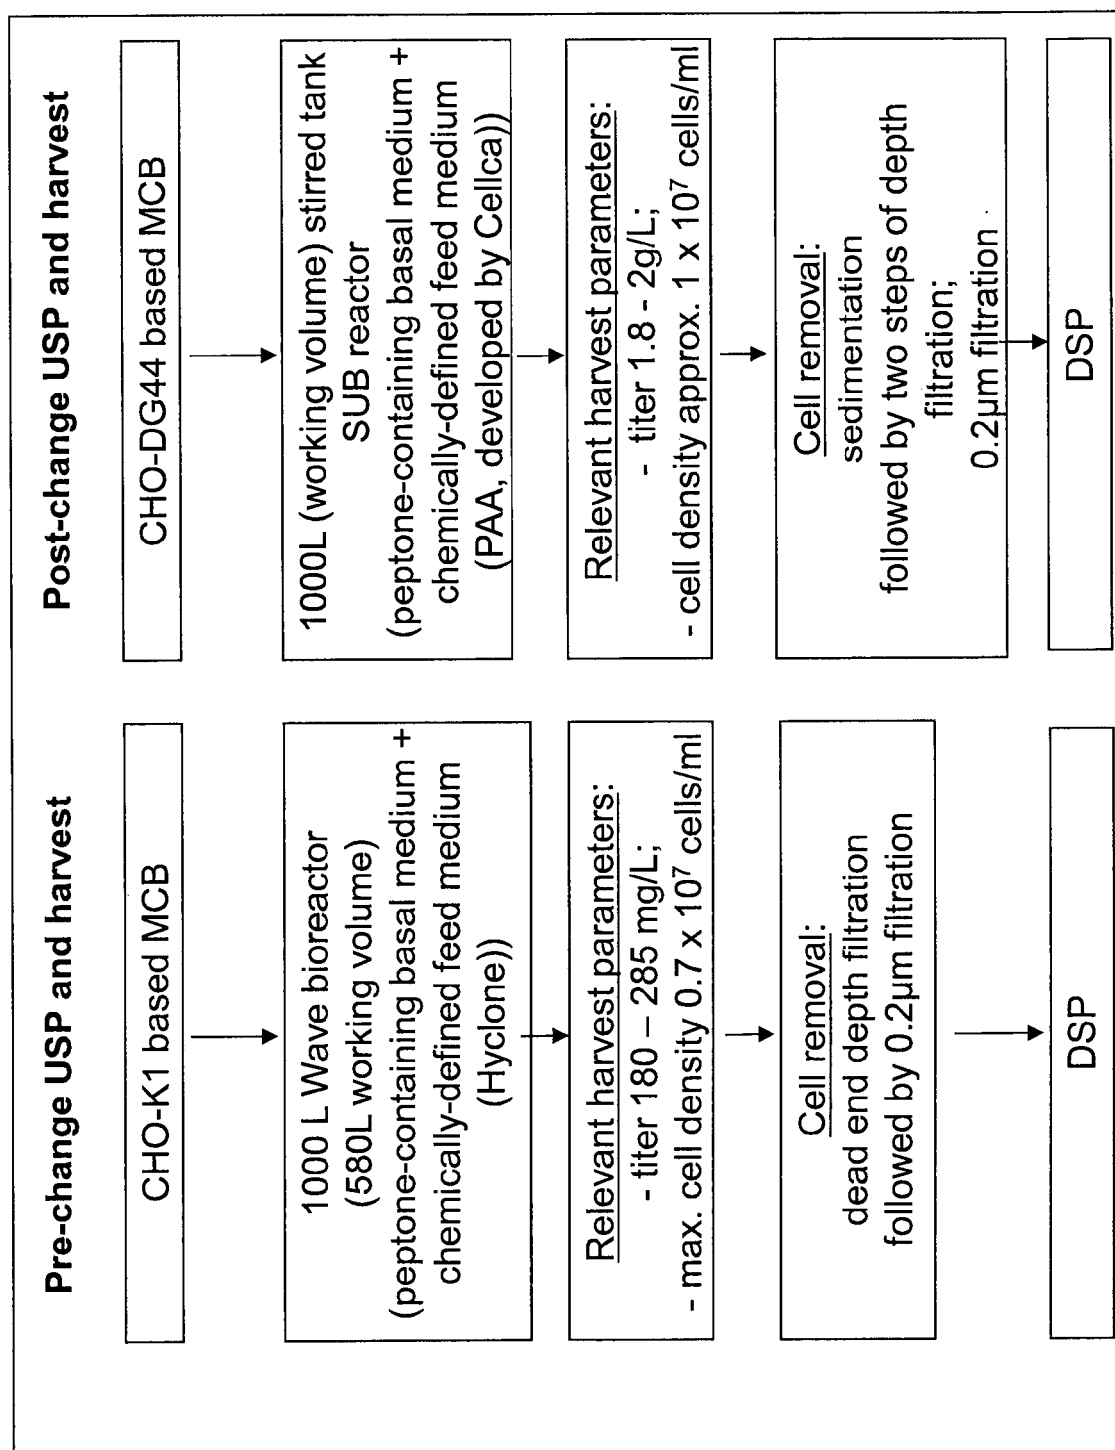 Pre-change USP and harvest
CHO-K1 based MCB
1000 L Wave bioreactor
(580L working volume)
(peptone-containing basal medium +
chemically-defined feed medium
(Hyclone))
Relevant harvest parameters:
- titer 180 – 285 mg/L;
- max. cell density 0.7 x 10⁷ cells/ml
Cell removal:
dead end depth filtration
followed by 0.2µm filtration
DSP
Post-change USP and harvest
CHO-DG44 based MCB
1000L (working volume) stirred tank
SUB reactor
(peptone-containing basal medium +
chemically-defined feed medium
(PAA, developed by Cellca))
Relevant harvest parameters:
- titer 1.8 - 2g/L;
- cell density approx. 1 x 10⁷ cells/ml
Cell removal:
sedimentation
followed by two steps of depth
filtration;
0.2µm filtration
DSP